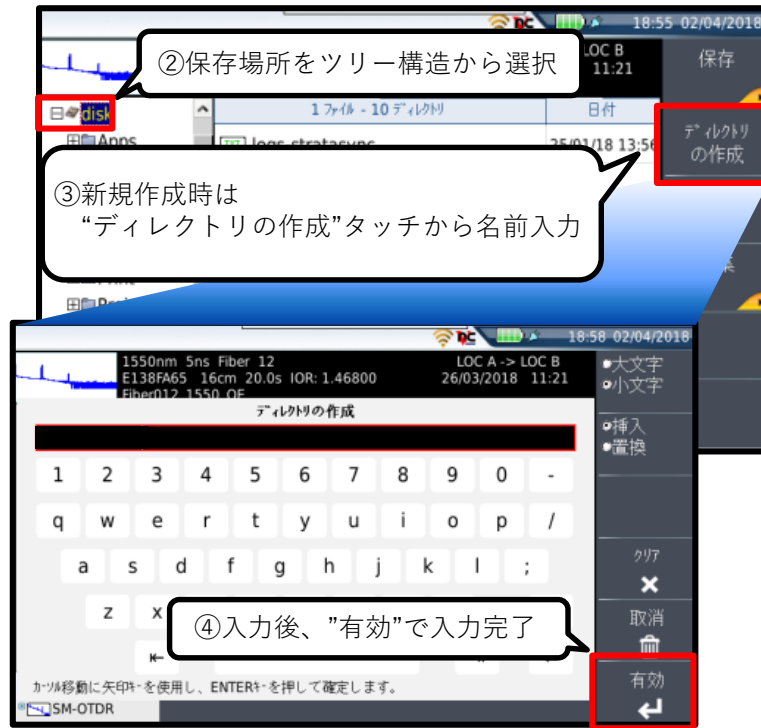 18:55 02/04/2018
②保存場所をツリー構造から選択
LOC B
11:21
保存
disk
1 ファイル - 10 ディレクトリ
日付
Apps
logs_stratasync
25/01/18 13:56
ディレクトリ
の作成
③新規作成時は
“ディレクトリの作成”タッチから名前入力
18:58 02/04/2018
1550nm 5ns Fiber 12
LOC A -> LOC B
E138FA65 16cm 20.0s IOR: 1.46800
26/03/2018 11:21
Fiber012_1550_OE
大文字
小文字
挿入
置換
ディレクトリの作成
1 2 3 4 5 6 7 8 9 0 -
q w e r t y u i o p /
a s d f g h j k l ;
z x
クリア
取消
④入力後、”有効”で入力完了
有効
カーソル移動に矢印キーを使用し、ENTERキーを押して確定します。
SM-OTDR